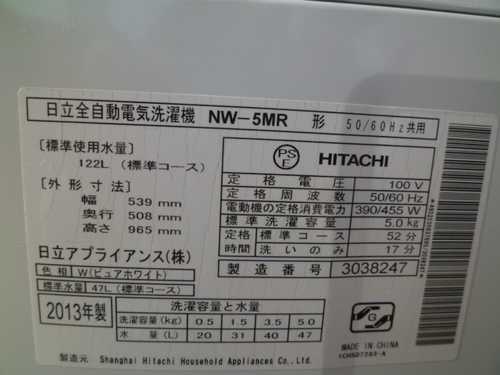 日立全自動電気洗濯機 NW-5MR 形 50/60Hz共用
〔標準使用水量〕
122L (標準コース)
〔外形寸法〕
幅 539 mm
奥行 508 mm
高さ 965 mm
日立アプライアンス(株)
色相 W(ピュアホワイト)
標準水量 47L(標準コース)
2013年製
PSE HITACHI
定格電圧 100 V
定格周波数 50/60 Hz
電動機の定格消費電力 390/455 W
標準洗濯容量 5.0kg
定格時間 標準コース 52分
洗いのみ 17分
製造番号 3038247
洗濯容量と水量
洗濯容量(kg) 0.5 1.5 3.5 5.0
水量(L) 20 31 40 47
製造元 Shanghai Hitachi Household Appliances Co., Ltd.
MADE IN CHINA